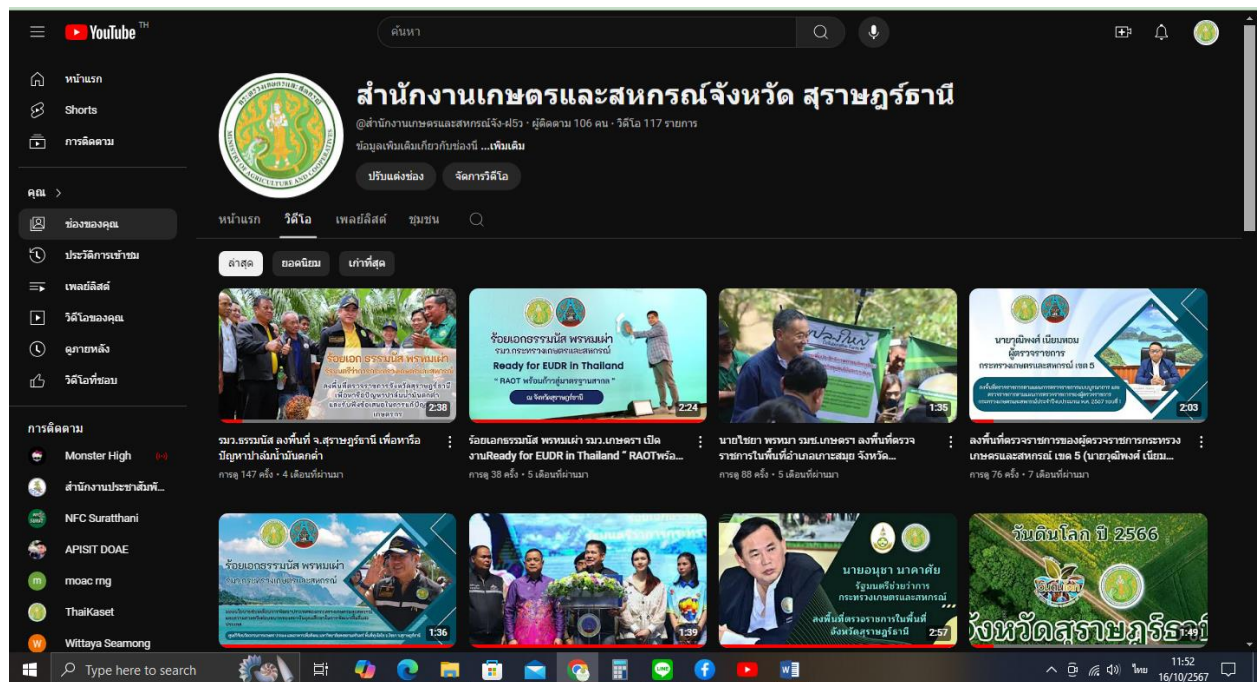 YouTube TH
ค้นหา
หน้าแรก
Shorts
การติดตาม
คุณ
ช่องของคุณ
ประวัติการเข้าชม
เพลย์ลิสต์
วิดีโอของคุณ
ดูภายหลัง
วิดีโอที่ชอบ
การติดตาม
Monster High
สำนักงานประชาสัมพั...
NFC Suratthani
APISIT DOAE
moac rng
ThaiKaset
Wittaya Seamong
สำนักงานเกษตรและสหกรณ์จังหวัด สุราษฎร์ธานี
@สำนักงานเกษตรและสหกรณ์จัง-ฝ5ว · ผู้ติดตาม 106 คน · วิดีโอ 117 รายการ
ข้อมูลเพิ่มเติมเกี่ยวกับช่องนี้ ...เพิ่มเติม
ปรับแต่งช่อง จัดการวิดีโอ
หน้าแรก วิดีโอ เพลย์ลิสต์ ชุมชน
ล่าสุด ยอดนิยม เก่าที่สุด
ร้อยเอก ธรรมนัส พรหมเผ่า
2:38
รมว.ธรรมนัส ลงพื้นที่ จ.สุราษฎร์ธานี เพื่อหารือ
ปัญหาปาล์มน้ำมันตกต่ำ
การดู 147 ครั้ง • 4 เดือนที่ผ่านมา
ร้อยเอกธรรมนัส พรหมเผ่า
รมว.กระทรวงเกษตรและสหกรณ์
Ready for EUDR in Thailand
" RAOT พร้อมก้าวสู่มาตรฐานสากล "
ณ จังหวัดสุราษฎร์ธานี
2:24
ร้อยเอกธรรมนัส พรหมเผ่า รมว.เกษตรฯ เปิด
งานReady for EUDR in Thailand " RAOTพร้อ...
การดู 38 ครั้ง • 5 เดือนที่ผ่านมา
1:35
นายไชยา พรหมา รมช.เกษตรฯ ลงพื้นที่ตรวจ
ราชการในพื้นที่อำเภอเกาะสมุย จังหวัด...
การดู 88 ครั้ง • 5 เดือนที่ผ่านมา
นายวุฒิพงศ์ เนียมหอม
ผู้ตรวจราชการ
กระทรวงเกษตรและสหกรณ์ เขต 5
2:03
ลงพื้นที่ตรวจราชการของผู้ตรวจราชการกระทรวง
เกษตรและสหกรณ์ เขต 5 (นายวุฒิพงศ์ เนียม...
การดู 76 ครั้ง • 7 เดือนที่ผ่านมา
ร้อยเอกธรรมนัส พรหมเผ่า
1:36
1:39
นายอนุชา นาคาศัย
รัฐมนตรีช่วยว่าการ
กระทรวงเกษตรและสหกรณ์
ลงพื้นที่ตรวจราชการในพื้นที่
จังหวัดสุราษฎร์ธานี
2:57
วันดินโลก ปี 2566
จังหวัดสุราษฎร์ธานี
1:49
Type here to search
ไทย
11:52
16/10/2567